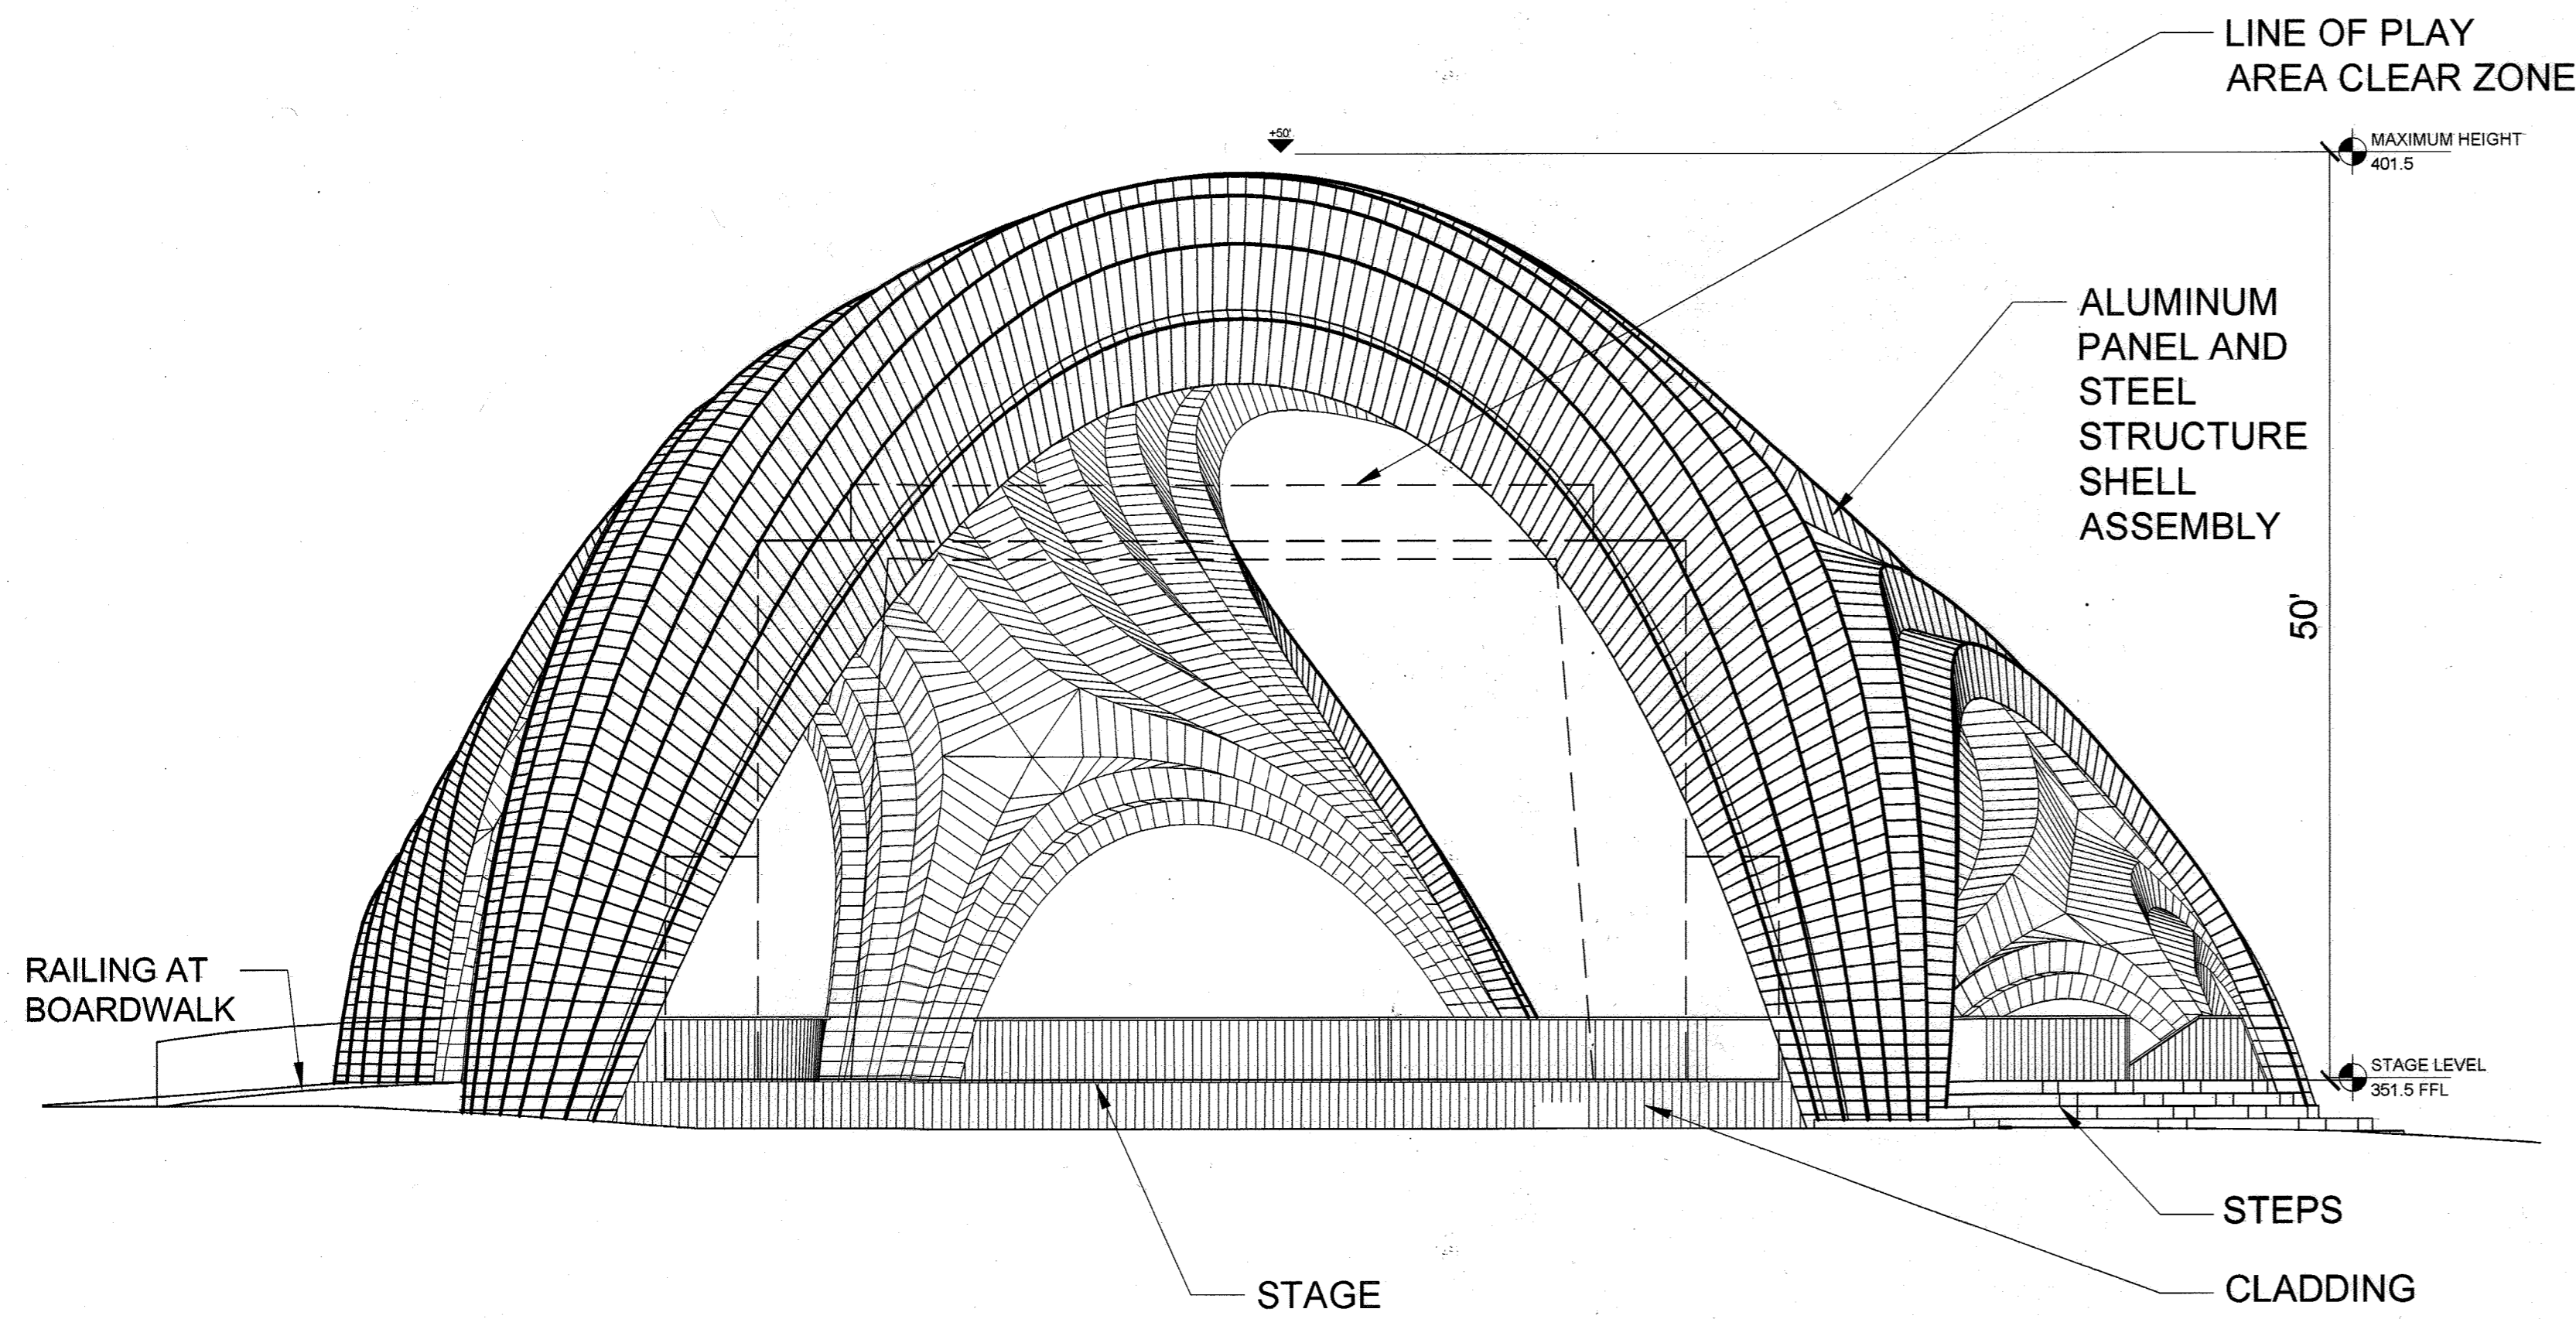 LINE OF PLAY
AREA CLEAR ZONE
+50'
MAXIMUM HEIGHT
401.5
ALUMINUM
PANEL AND
STEEL
STRUCTURE
SHELL
ASSEMBLY
50'
RAILING AT
BOARDWALK
STAGE LEVEL
351.5 FFL
STEPS
CLADDING
STAGE